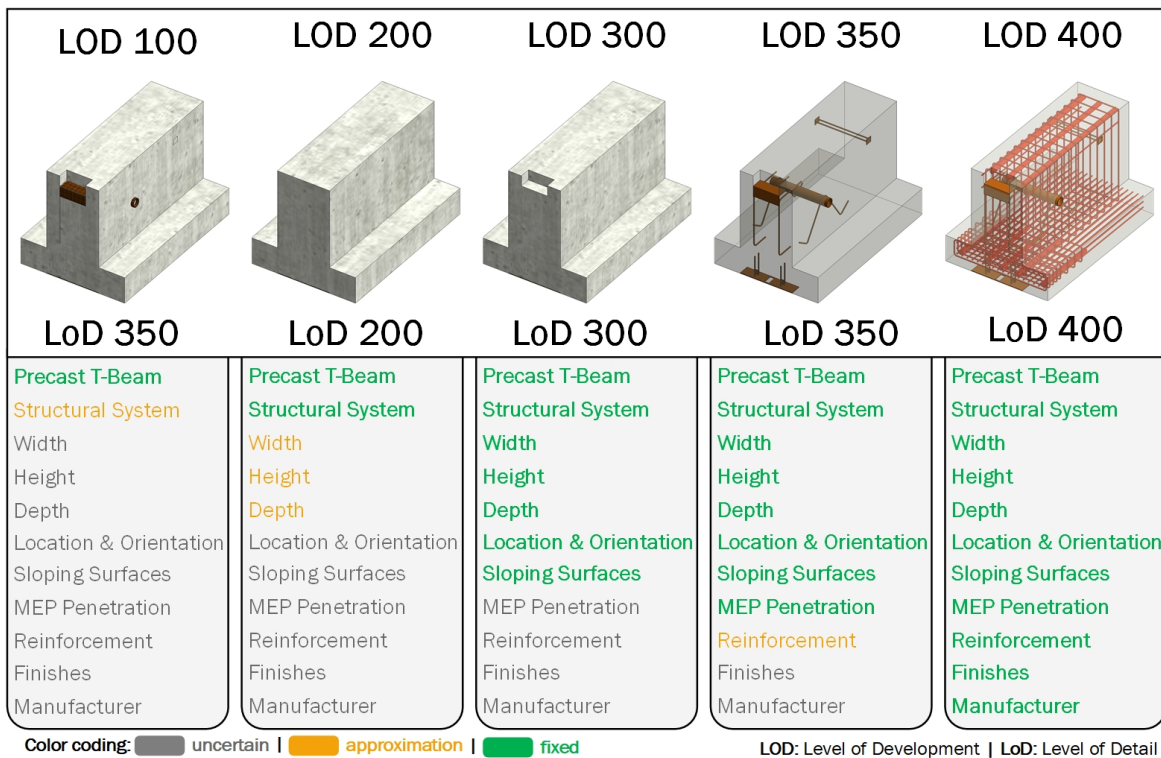 LOD 100
LOD 200
LOD 300
LOD 350
LOD 400
LoD 350
LoD 200
LoD 300
LoD 350
LoD 400
Precast T-Beam
Structural System
Width
Height
Depth
Location & Orientation
Sloping Surfaces
MEP Penetration
Reinforcement
Finishes
Manufacturer
Precast T-Beam
Structural System
Width
Height
Depth
Location & Orientation
Sloping Surfaces
MEP Penetration
Reinforcement
Finishes
Manufacturer
Precast T-Beam
Structural System
Width
Height
Depth
Location & Orientation
Sloping Surfaces
MEP Penetration
Reinforcement
Finishes
Manufacturer
Precast T-Beam
Structural System
Width
Height
Depth
Location & Orientation
Sloping Surfaces
MEP Penetration
Reinforcement
Finishes
Manufacturer
Precast T-Beam
Structural System
Width
Height
Depth
Location & Orientation
Sloping Surfaces
MEP Penetration
Reinforcement
Finishes
Manufacturer
Color coding: uncertain | approximation | fixed
LOD: Level of Development | LoD: Level of Detail